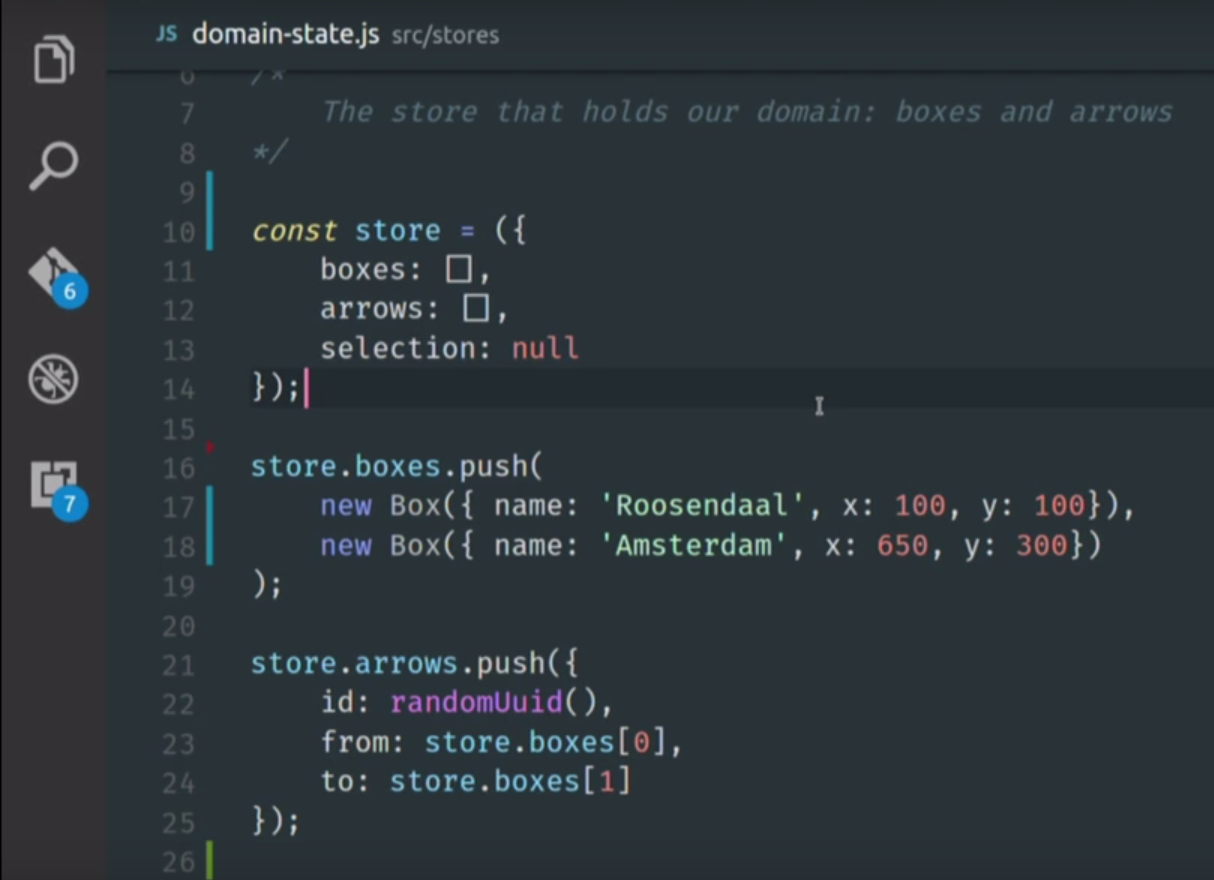 JS domain-state.js src/stores
6 /*
7 The store that holds our domain: boxes and arrows
8 */
9
10 const store = ({
11 boxes: [],
12 arrows: [],
13 selection: null
14 });
15
16 store.boxes.push(
17 new Box({ name: 'Roosendaal', x: 100, y: 100}),
18 new Box({ name: 'Amsterdam', x: 650, y: 300})
19 );
20
21 store.arrows.push({
22 id: randomUuid(),
23 from: store.boxes[0],
24 to: store.boxes[1]
25 });
26
6
7